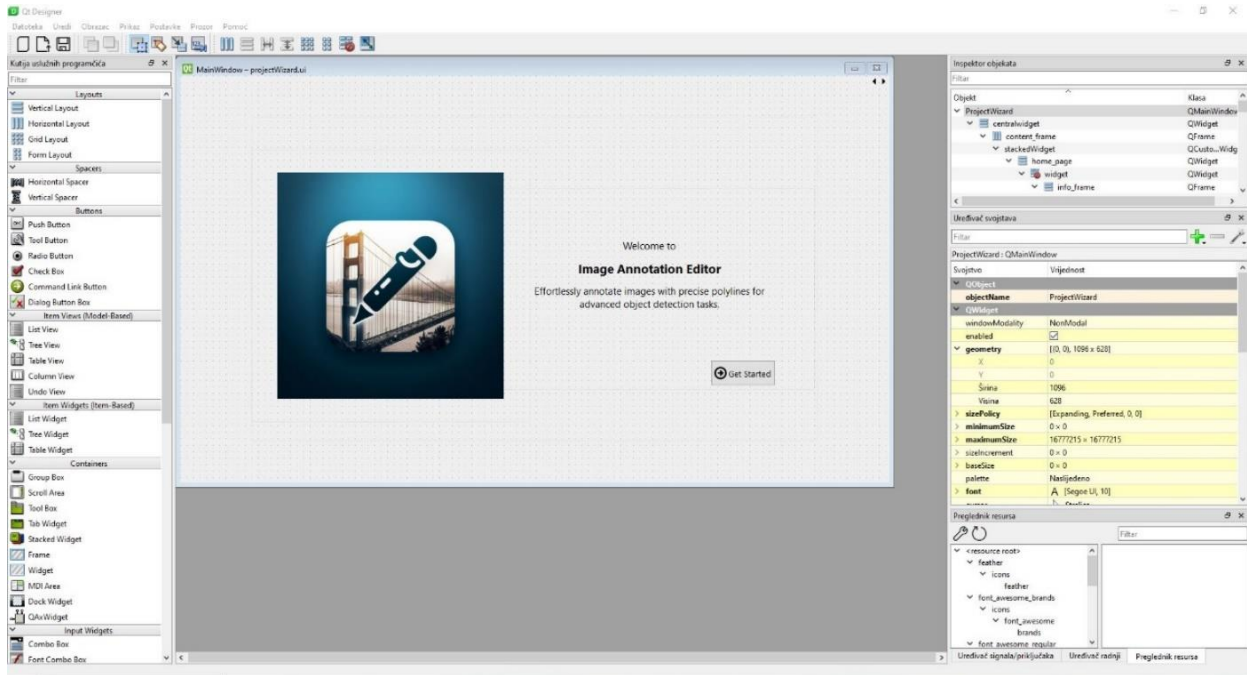 Qt Designer
Datoteka Uredi Obrazec Prikaz Postavke Prozor Pomoć
Kutija uslužnih programčića
Filtar
Layouts
Vertical Layout
Horizontal Layout
Grid Layout
Form Layout
Spacers
Horizontal Spacer
Vertical Spacer
Buttons
Push Button
Tool Button
Radio Button
Check Box
Command Link Button
Dialog Button Box
Item Views (Model-Based)
List View
Tree View
Table View
Column View
Undo View
Item Widgets (Item-Based)
List Widget
Tree Widget
Table Widget
Containers
Group Box
Scroll Area
Tool Box
Tab Widget
Stacked Widget
Frame
Widget
MDI Area
Dock Widget
QAxWidget
Input Widgets
Combo Box
Font Combo Box
MainWindow – projectWizard.ui
Welcome to
Image Annotation Editor
Effortlessly annotate images with precise polylines for
advanced object detection tasks.
Get Started
Inspektor objekata
Filtar
Objekt Klasa
ProjectWizard QMainWindow
centralwidget QWidget
content_frame QFrame
stackedWidget QCusto...Widg
home_page QWidget
widget QWidget
info_frame QFrame
Uređivač svojstava
Filtar
ProjectWizard : QMainWindow
Svojstvo Vrijednost
QObject
objectName ProjectWizard
QWidget
windowModality NonModal
enabled
geometry [(0, 0), 1096 x 628]
X 0
Y 0
Širina 1096
Visina 628
sizePolicy [Expanding, Preferred, 0, 0]
minimumSize 0 × 0
maximumSize 16777215 × 16777215
sizeIncrement 0 × 0
baseSize 0 × 0
palette Naslijeđeno
font A [Segoe UI, 10]
Preglednik resursa
Filtar
<resource root>
feather
icons
feather
font_awesome_brands
icons
font_awesome
brands
font_awesome_regular
Uređivač signala/priključaka Uređivač radnji Preglednik resursa